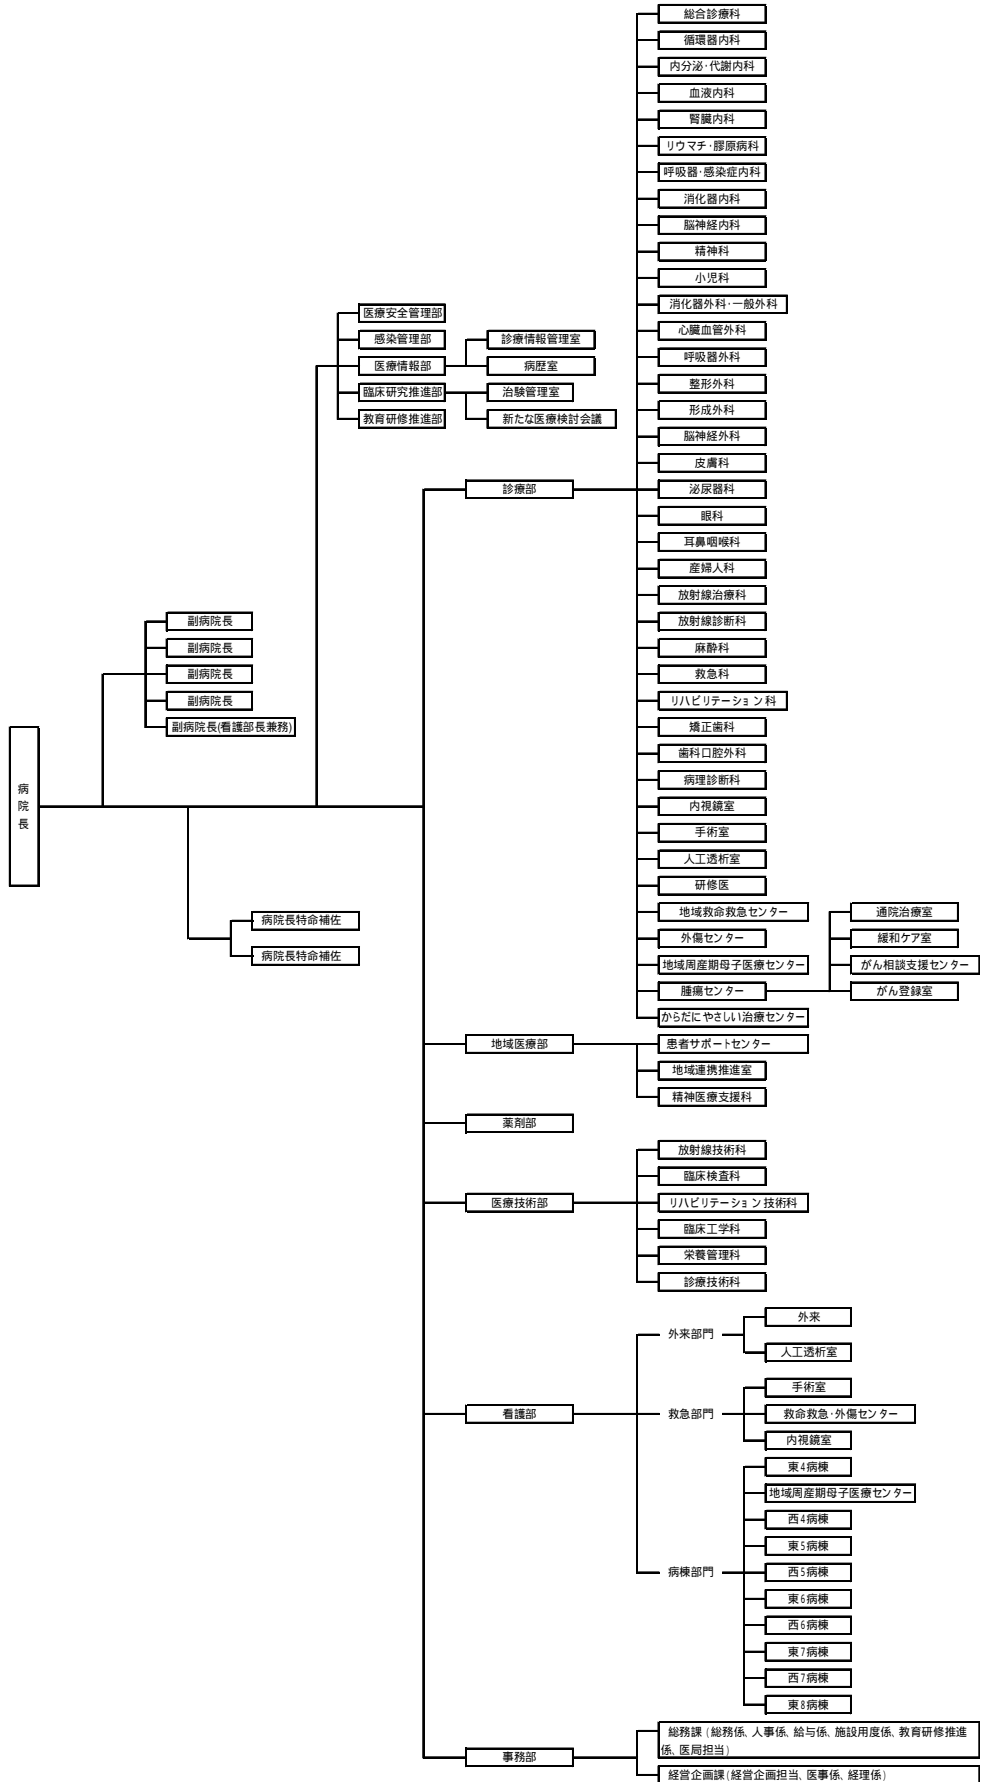 病院長
副病院長
副病院長
副病院長
副病院長
副病院長(看護部長兼務)
病院長特命補佐
病院長特命補佐
医療安全管理部
感染管理部
医療情報部
診療情報管理室
病歴室
臨床研究推進部
治験管理室
新たな医療検討会議
教育研修推進部
診療部
総合診療科
循環器内科
内分泌・代謝内科
血液内科
腎臓内科
リウマチ・膠原病科
呼吸器・感染症内科
消化器内科
脳神経内科
精神科
小児科
消化器外科・一般外科
心臓血管外科
呼吸器外科
整形外科
形成外科
脳神経外科
皮膚科
泌尿器科
眼科
耳鼻咽喉科
産婦人科
放射線治療科
放射線診断科
麻酔科
救急科
リハビリテーション科
矯正歯科
歯科口腔外科
病理診断科
内視鏡室
手術室
人工透析室
研修医
地域救命救急センター
外傷センター
地域周産期母子医療センター
腫瘍センター
通院治療室
緩和ケア室
がん相談支援センター
がん登録室
からだにやさしい治療センター
地域医療部
患者サポートセンター
地域連携推進室
精神医療支援科
薬剤部
医療技術部
放射線技術科
臨床検査科
リハビリテーション技術科
臨床工学科
栄養管理科
診療技術科
看護部
外来部門
外来
人工透析室
救急部門
手術室
救命救急・外傷センター
内視鏡室
病棟部門
東4病棟
地域周産期母子医療センター
西4病棟
東5病棟
西5病棟
東6病棟
西6病棟
東7病棟
西7病棟
東8病棟
事務部
総務課(総務係、人事係、給与係、施設用度係、教育研修推進
係、医局担当)
経営企画課(経営企画担当、医事係、経理係)